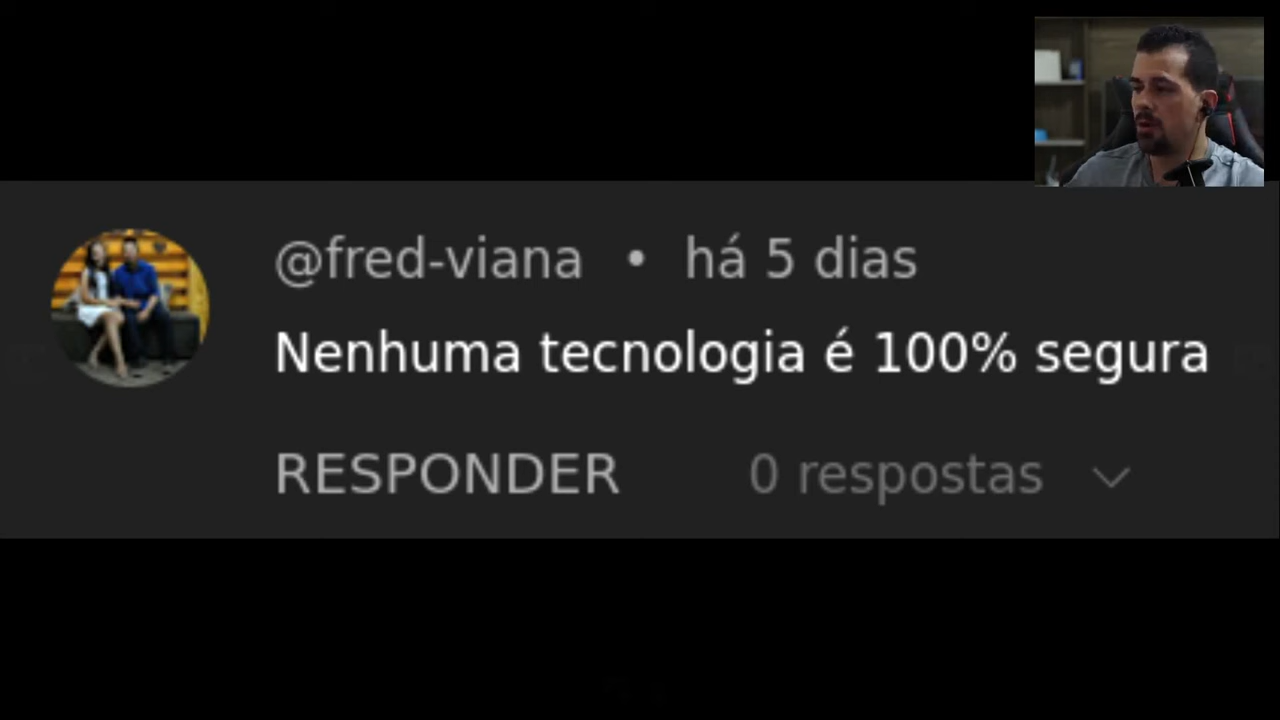 @fred-viana • há 5 dias
Nenhuma tecnologia é 100% segura
RESPONDER 0 respostas